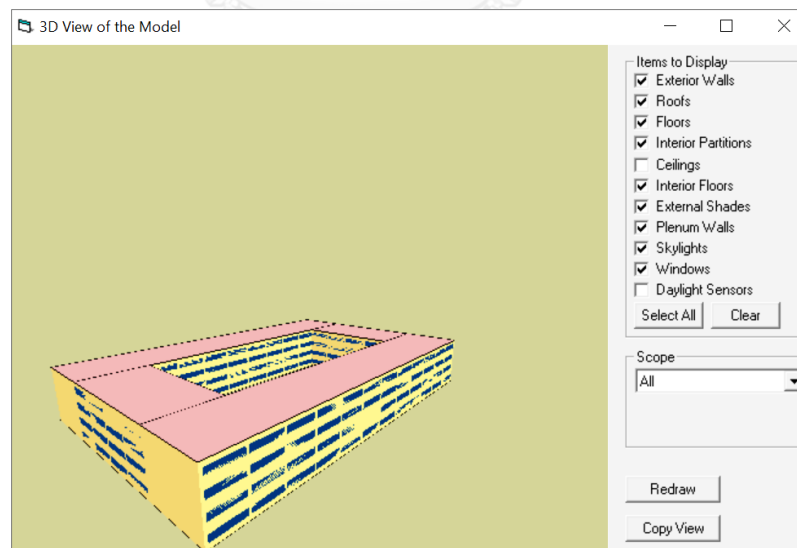 3D View of the Model
Items to Display
Exterior Walls
Roofs
Floors
Interior Partitions
Ceilings
Interior Floors
External Shades
Plenum Walls
Skylights
Windows
Daylight Sensors
Select All Clear
Scope
All
Redraw
Copy View